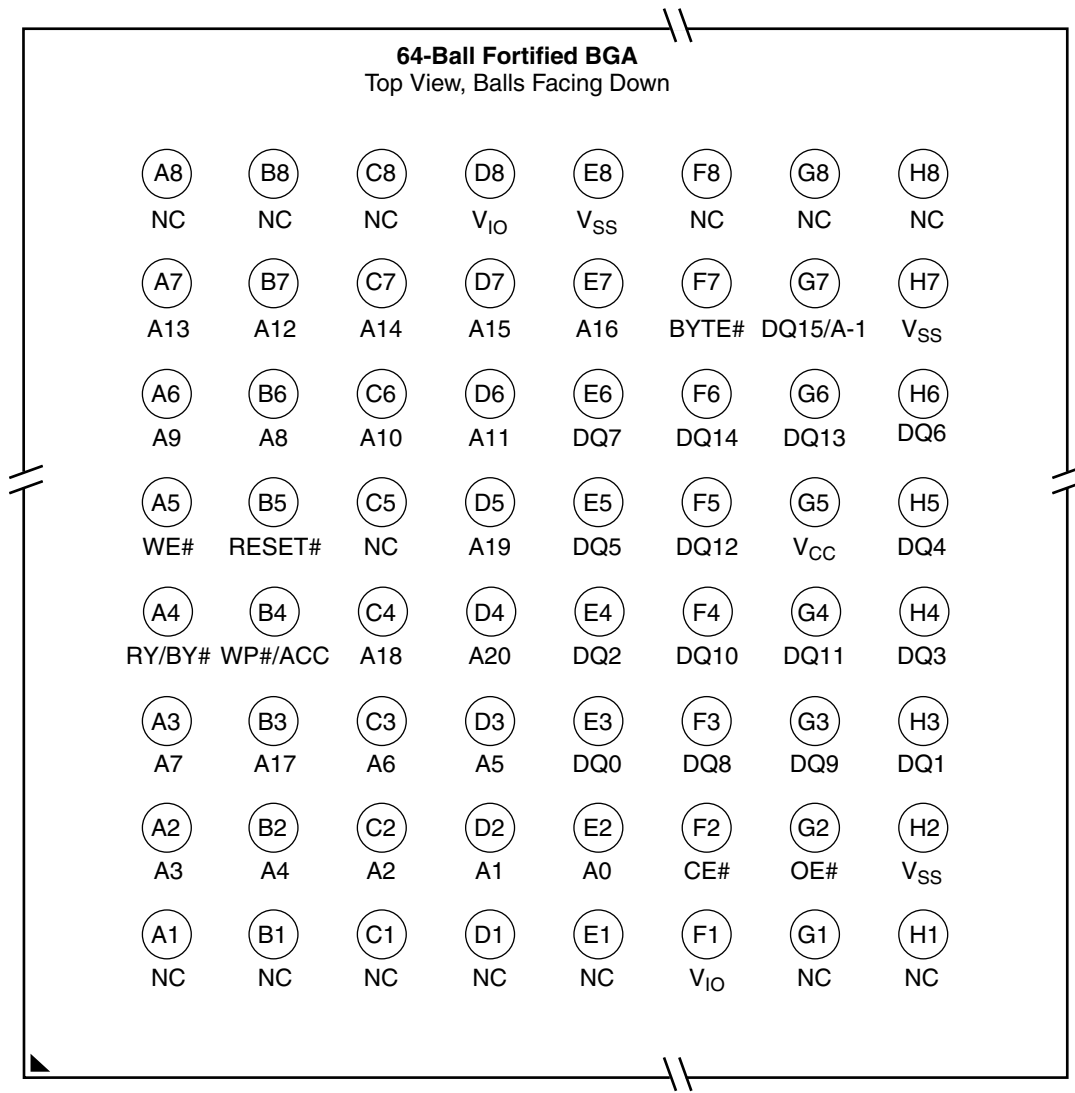 64-Ball Fortified BGA
Top View, Balls Facing Down
A8 B8 C8 D8 E8 F8 G8 H8
NC NC NC VIO VSS NC NC NC
A7 B7 C7 D7 E7 F7 G7 H7
A13 A12 A14 A15 A16 BYTE# DQ15/A-1 VSS
A6 B6 C6 D6 E6 F6 G6 H6
A9 A8 A10 A11 DQ7 DQ14 DQ13 DQ6
A5 B5 C5 D5 E5 F5 G5 H5
WE# RESET# NC A19 DQ5 DQ12 VCC DQ4
A4 B4 C4 D4 E4 F4 G4 H4
RY/BY# WP#/ACC A18 A20 DQ2 DQ10 DQ11 DQ3
A3 B3 C3 D3 E3 F3 G3 H3
A7 A17 A6 A5 DQ0 DQ8 DQ9 DQ1
A2 B2 C2 D2 E2 F2 G2 H2
A3 A4 A2 A1 A0 CE# OE# VSS
A1 B1 C1 D1 E1 F1 G1 H1
NC NC NC NC NC VIO NC NC